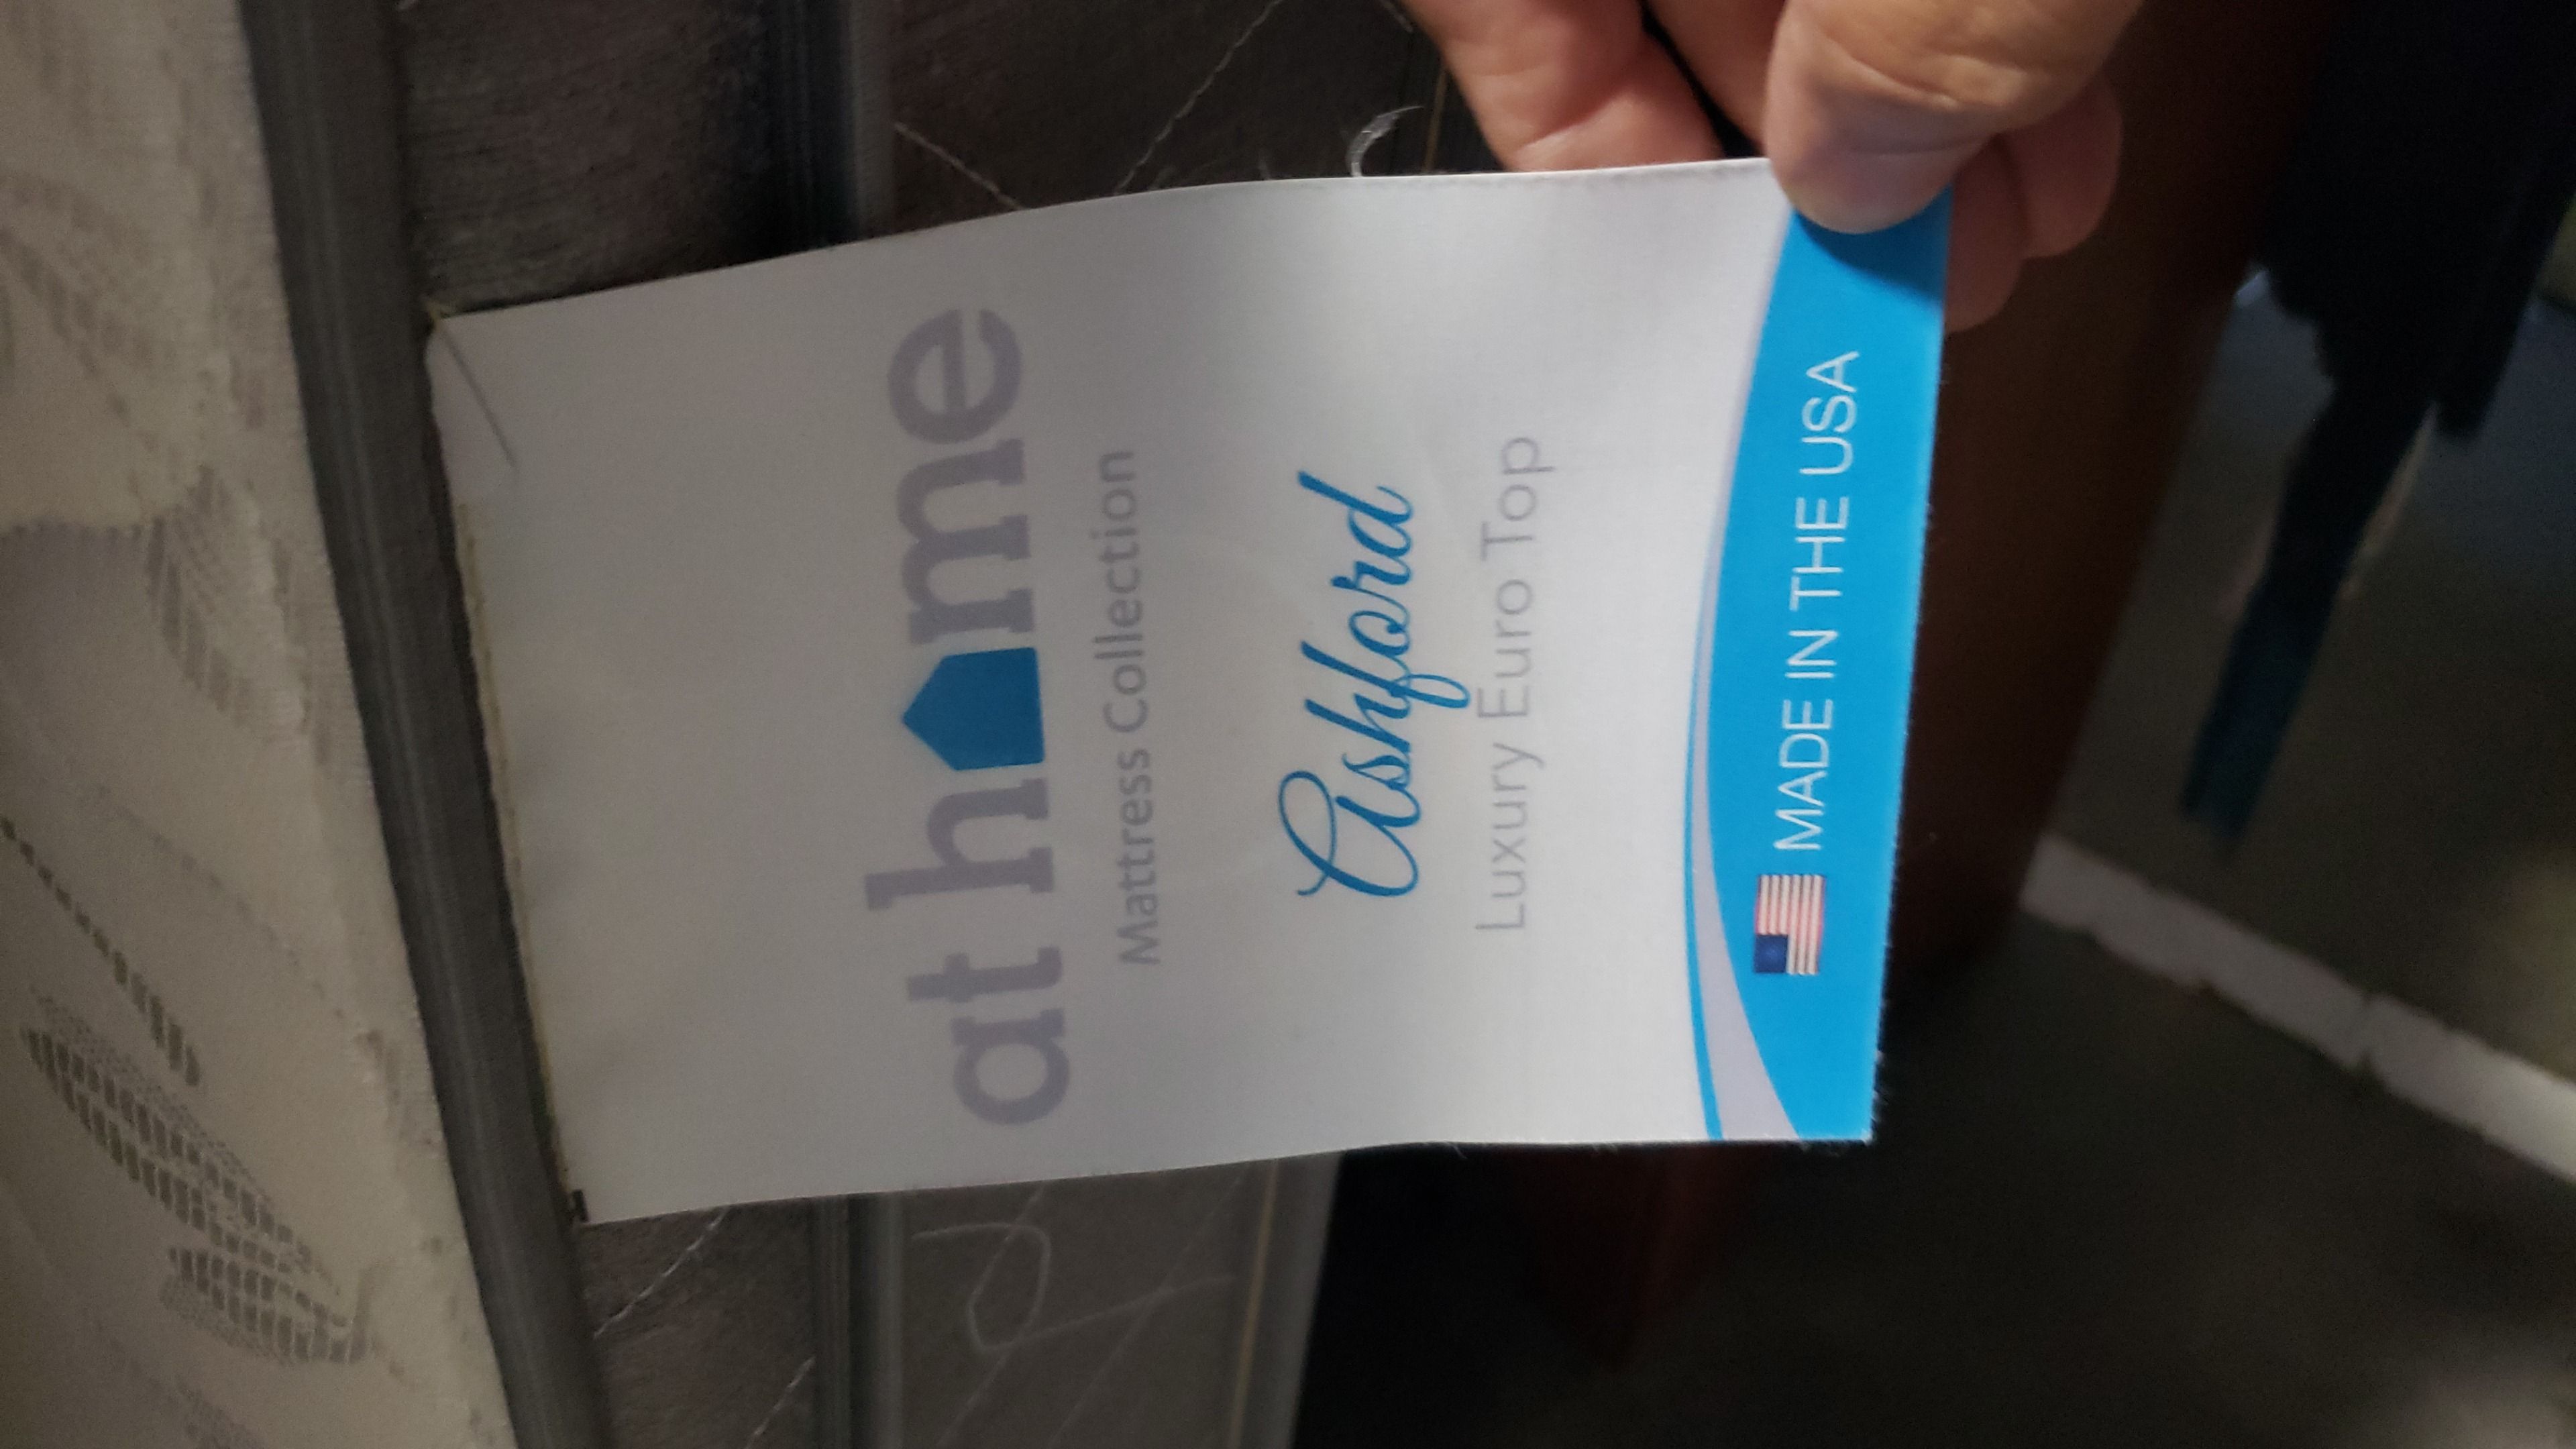 at home
Mattress Collection
Ashford
Luxury Euro Top
MADE IN THE USA